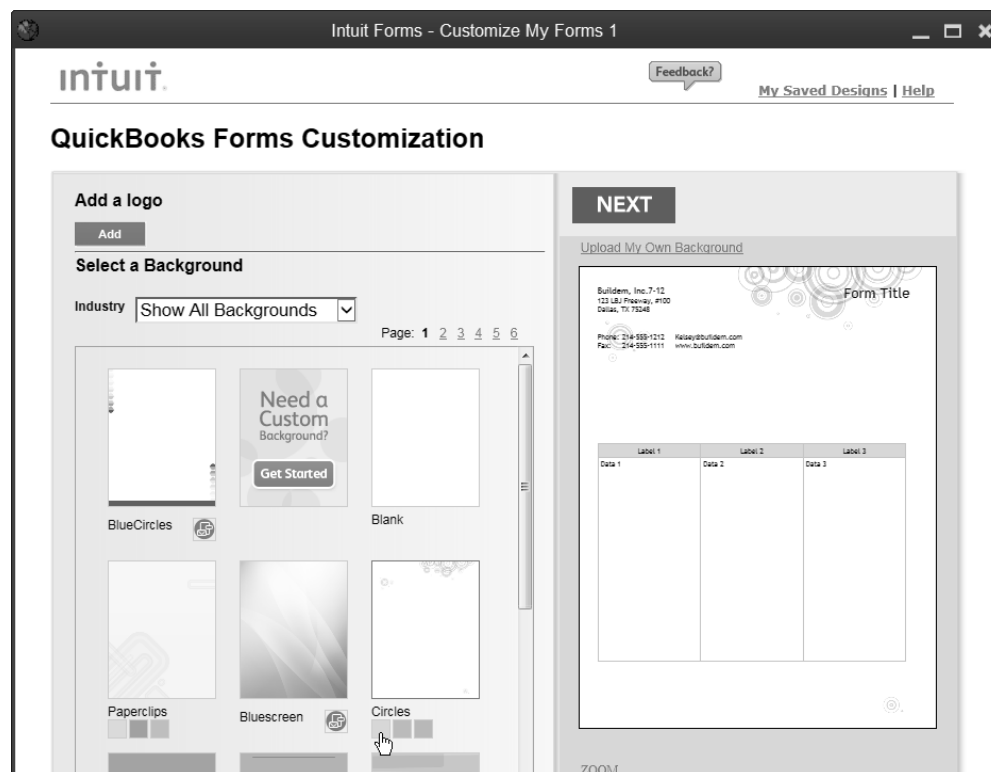 Intuit Forms - Customize My Forms 1
ıntuıt.
Feedback?
My Saved Designs | Help
QuickBooks Forms Customization
Add a logo
Add
Select a Background
Industry Show All Backgrounds
Page: 1 2 3 4 5 6
Need a
Custom
Background?
Get Started
BlueCircles
Blank
Paperclips
Bluescreen
Circles
NEXT
Upload My Own Background
Buildem, Inc.7-12
123 LBJ Freeway, #100
Dallas, TX 75248
Form Title
Phone: 214-555-1212 Kelsey@buildem.com
Fax: 214-555-1111 www.buildem.com
Label 1 Label 2 Label 3
Data 1 Data 2 Data 3
ZOOM